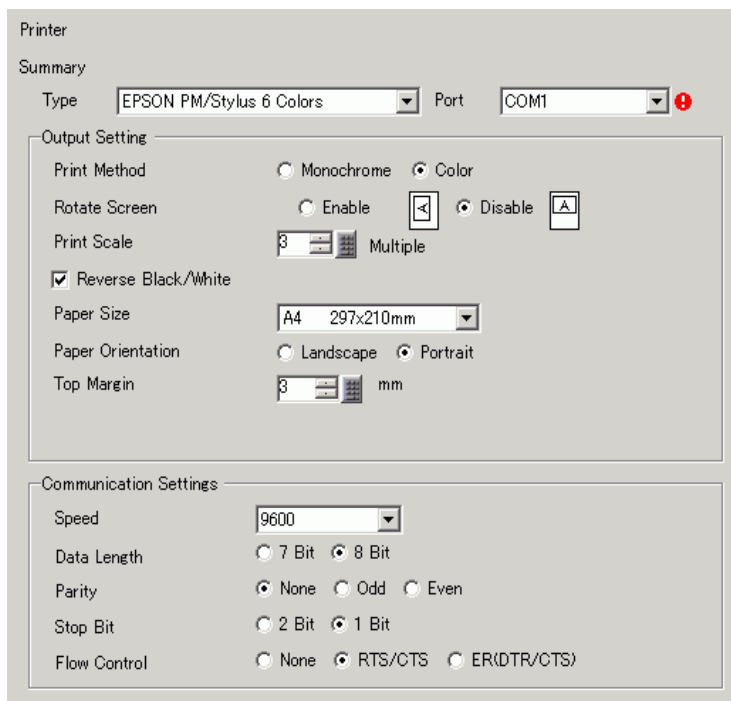 Printer
Summary
Type EPSON PM/Stylus 6 Colors Port COM1
Output Setting
Print Method Monochrome Color
Rotate Screen Enable A Disable A
Print Scale 3 Multiple
Reverse Black/White
Paper Size A4 297x210mm
Paper Orientation Landscape Portrait
Top Margin 3 mm
Communication Settings
Speed 9600
Data Length 7 Bit 8 Bit
Parity None Odd Even
Stop Bit 2 Bit 1 Bit
Flow Control None RTS/CTS ER(DTR/CTS)